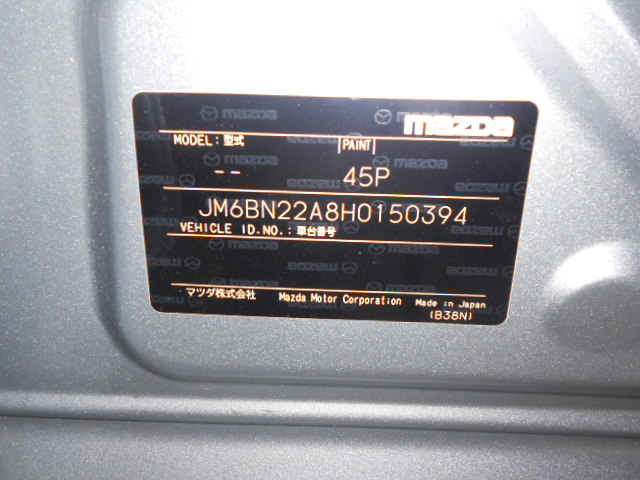 mazda
MODEL:型式 PAINT
-- 45P
JM6BN22A8H0150394
VEHICLE ID.NO.:車台番号
マツダ株式会社 Mazda Motor Corporation Made in Japan
(B38N)